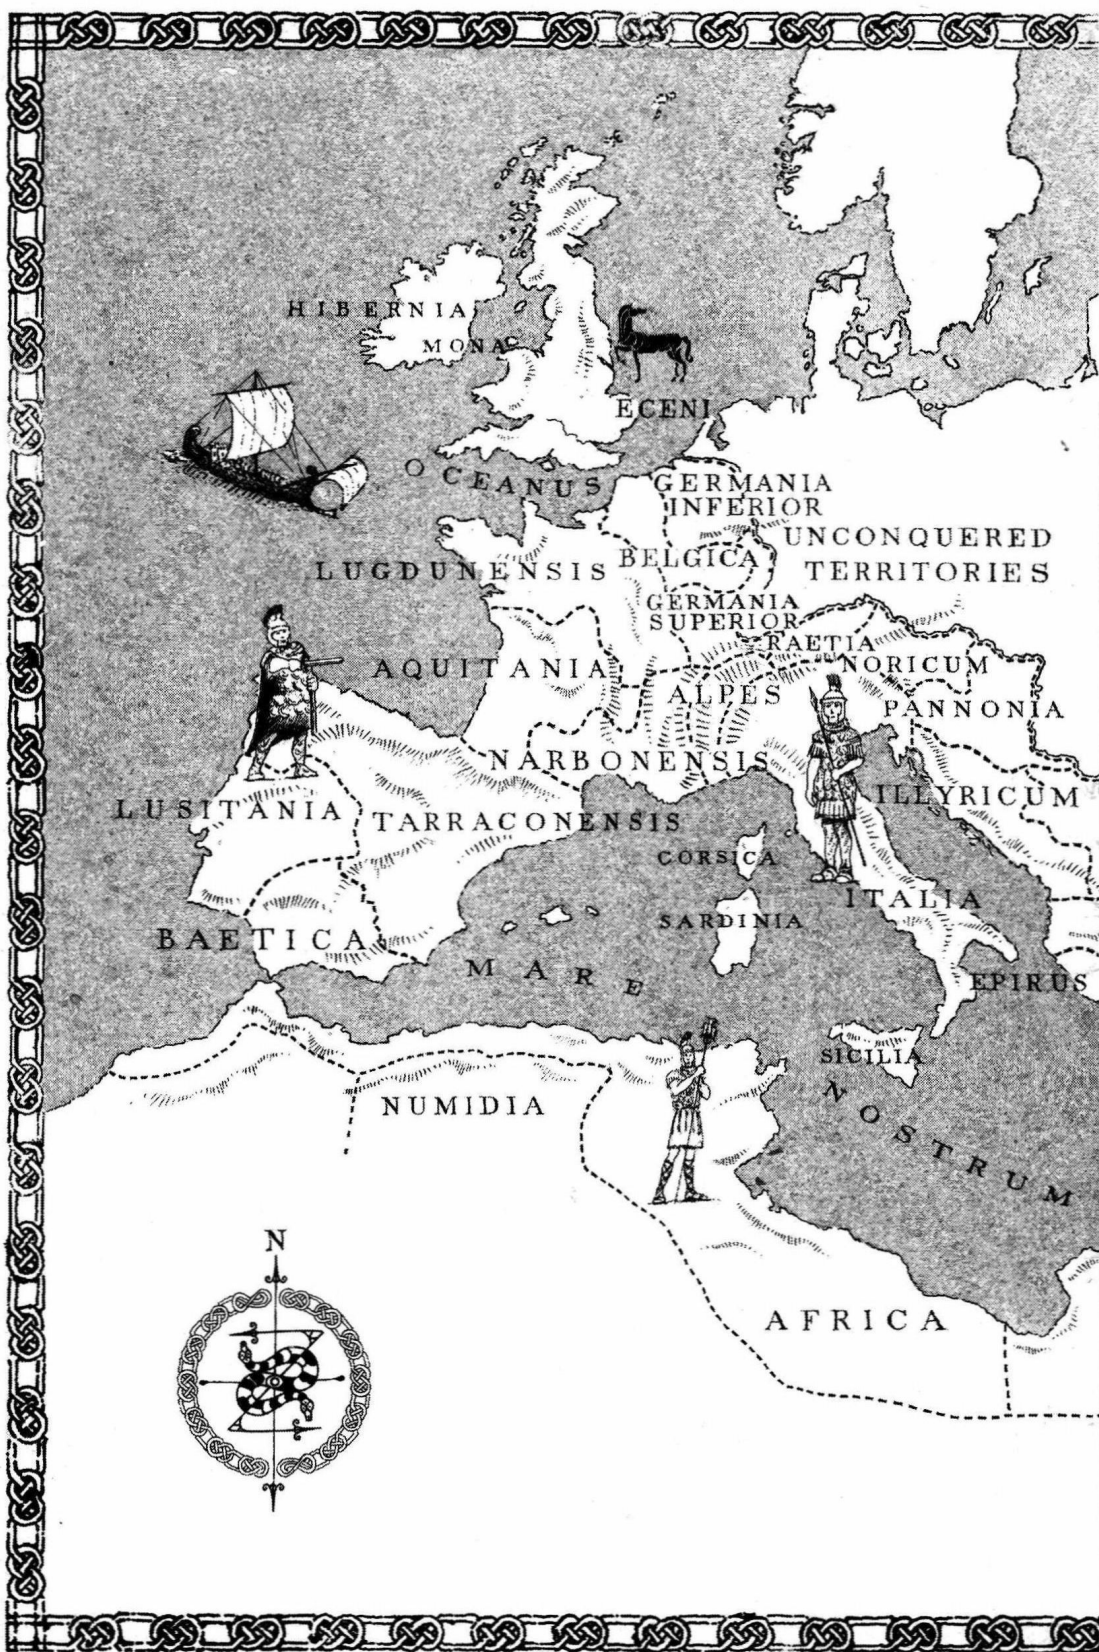 HIBERNIA
MONA
ECENI
OCEANUS
GERMANIA
INFERIOR
UNCONQUERED
TERRITORIES
BELGICA
LUGDUNENSIS
GERMANIA
SUPERIOR
RAETIA
NORICUM
AQUITANIA
ALPES
PANNONIA
NARBONENSIS
ILLYRICUM
LUSITANIA
TARRACONENSIS
CORSICA
ITALIA
SARDINIA
BAETICA
MARE
EPIRUS
SICILIA
NOSTRUM
NUMIDIA
N
AFRICA